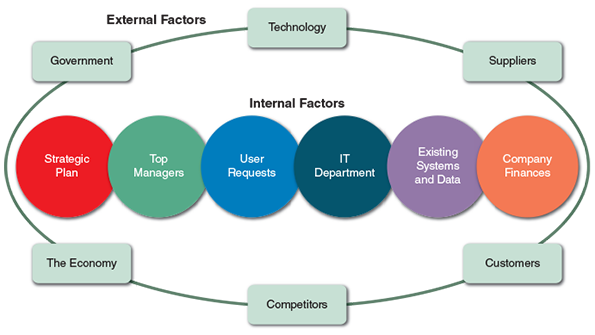 External Factors
Technology
Government
Suppliers
Internal Factors
Strategic
Plan
Top
Managers
User
Requests
IT
Department
Existing
Systems
and Data
Company
Finances
The Economy
Customers
Competitors